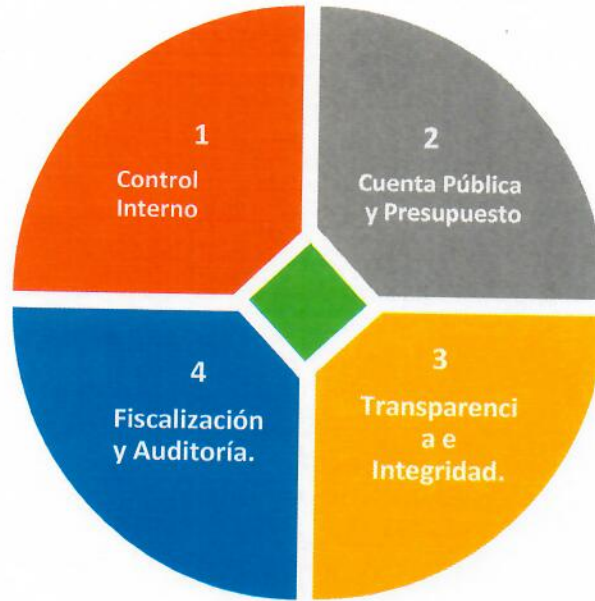 1
Control
Interno
2
Cuenta Pública
y Presupuesto
3
Transparenci
a e
Integridad.
4
Fiscalización
y Auditoría.